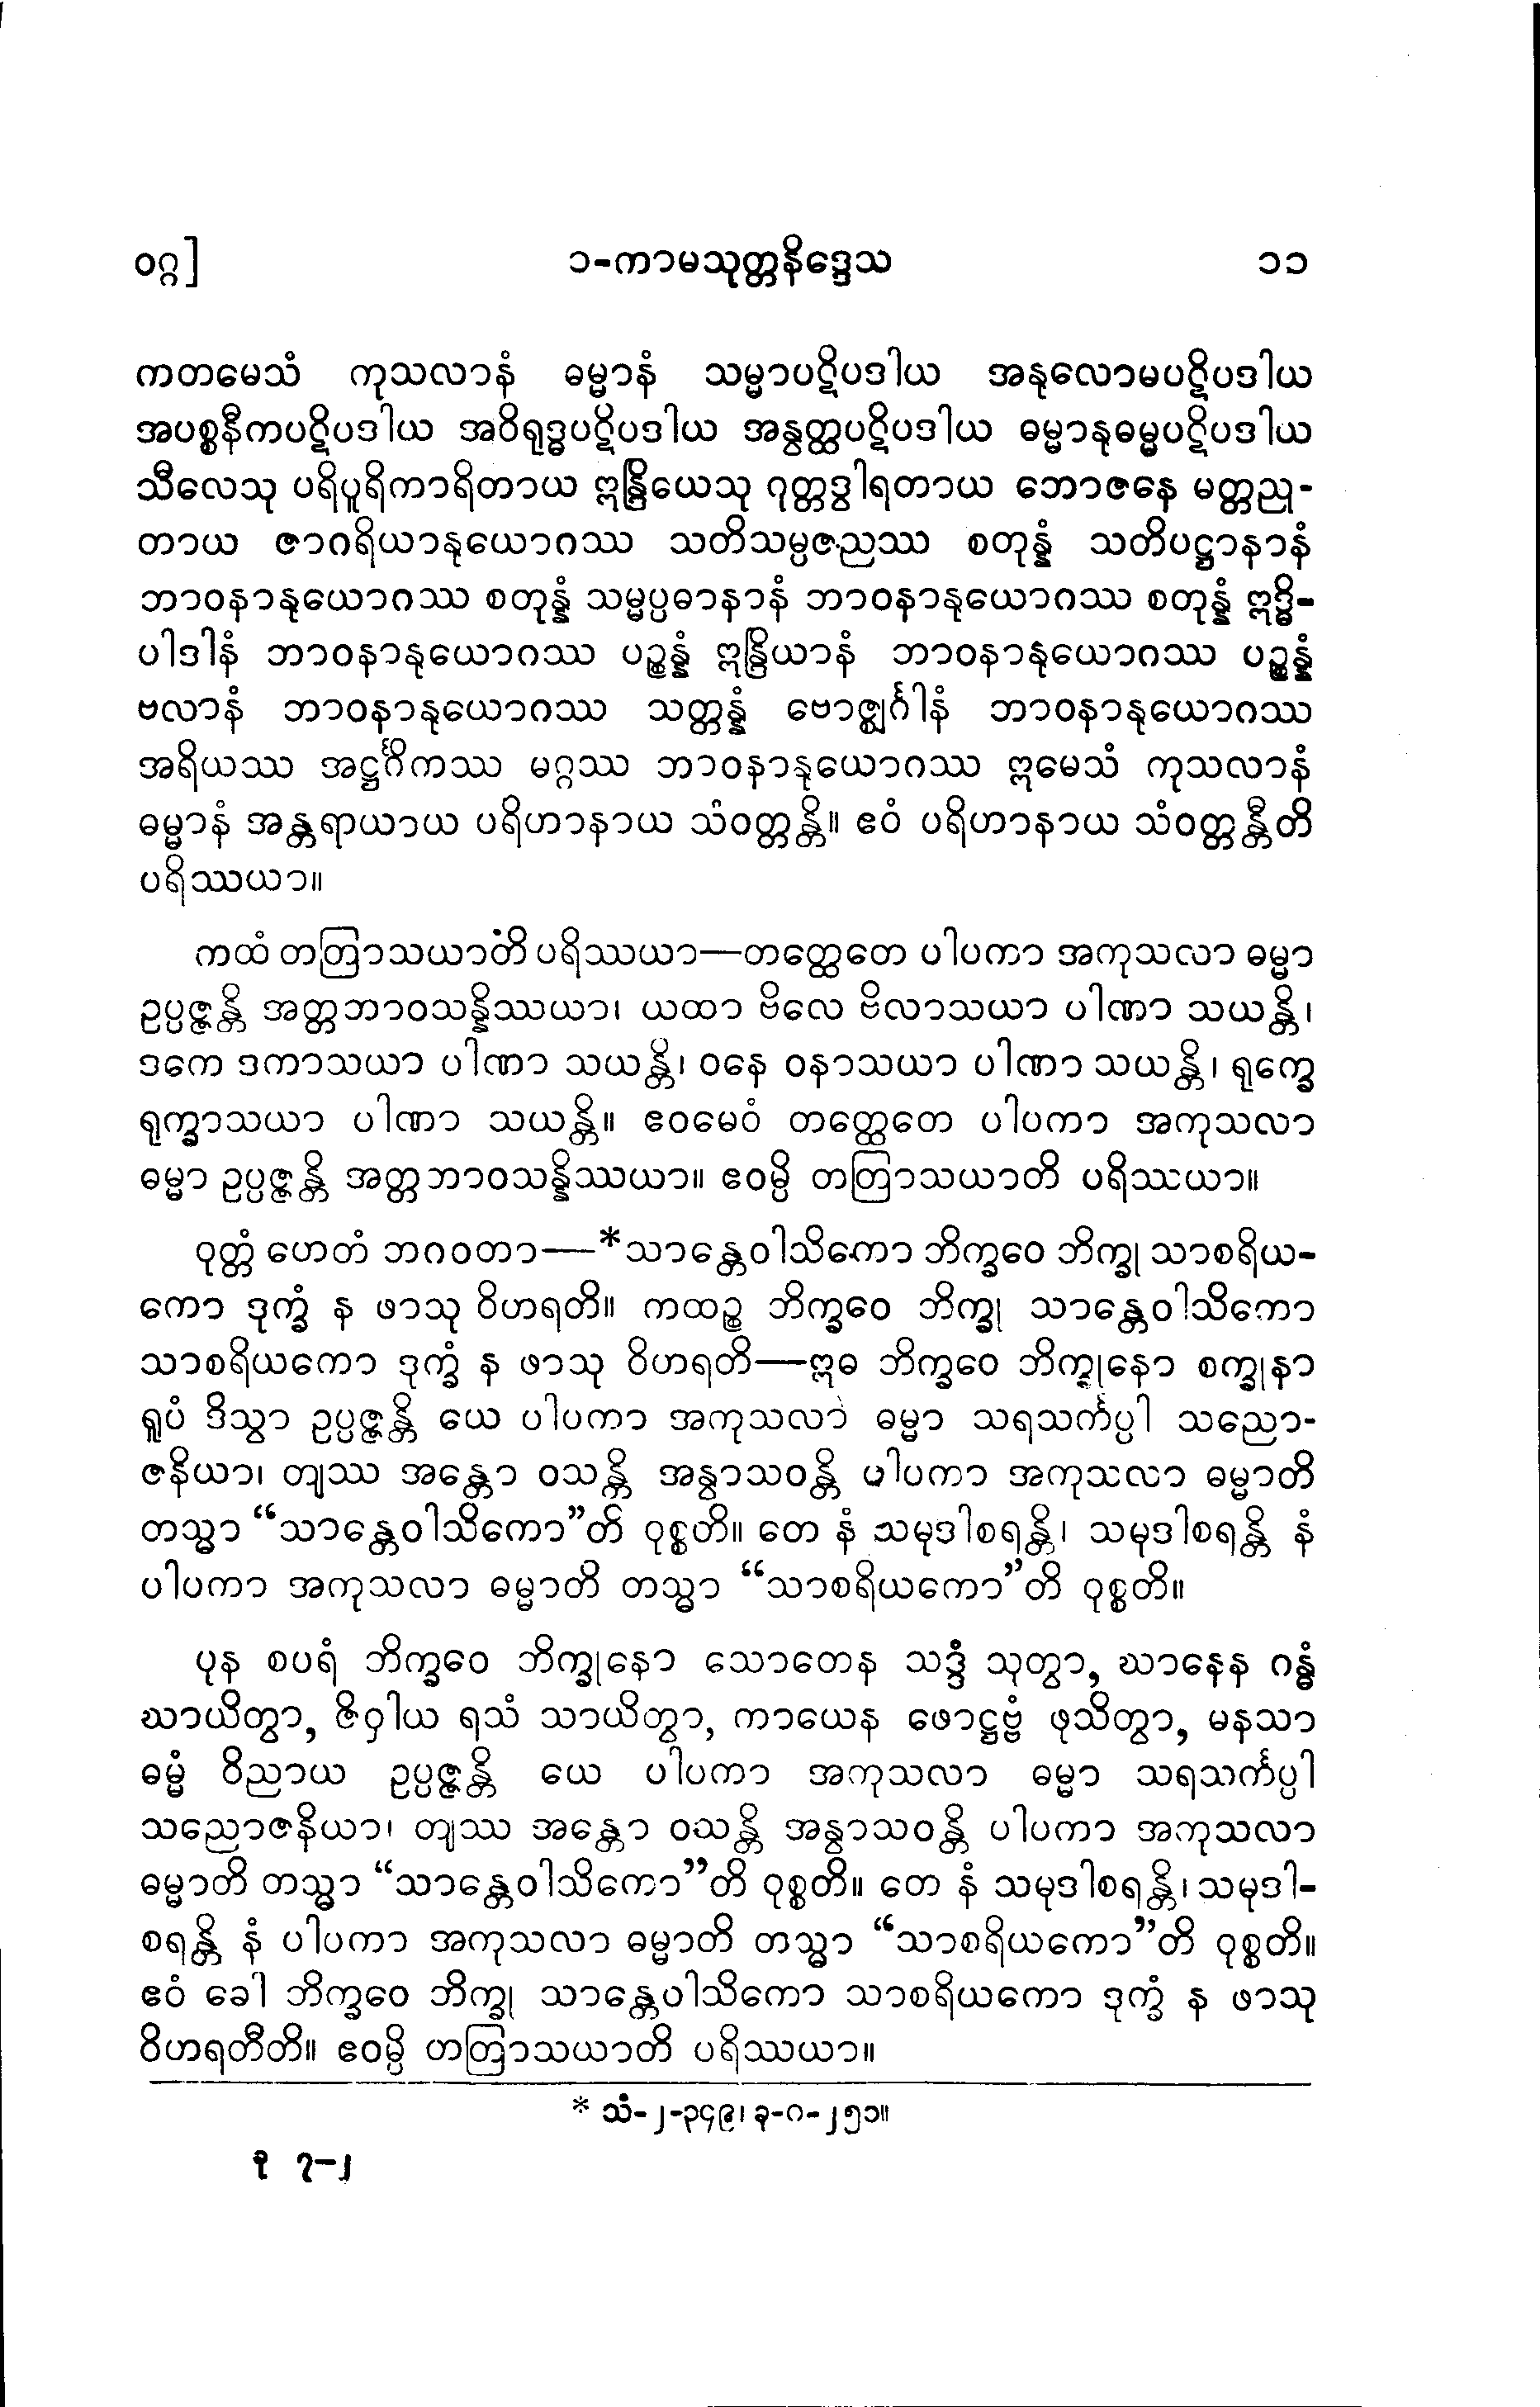 ဝဂ္ဂ] ၁-ကာမသုတ္တနိဒ္ဒေသ ၁၁
ကတမေသံ ကုသလာနံ ဓမ္မာနံ သမ္မာပဋိပဒါယ အနုလောမပဋိပဒါယ
အပစ္စနီကပဋိပဒါယ အဝိရုဒ္ဓပဋိပဒါယ အနွတ္ထပဋိပဒါယ ဓမ္မာနုဓမ္မပဋိပဒါယ
သီလေသု ပရိပူရိကာရိတာယ ဣန္ဒြိယေသု ဂုတ္တဒွါရတာယ ဘောဇနေ မတ္တညု-
တာယ ဇာဂရိယာနုယောဂဿ သတိသမ္ပဇညဿ စတုန္နံ သတိပဋ္ဌာနာနံ
ဘာဝနာနုယောဂဿ စတုန္နံ သမ္မပ္ပဓာနာနံ ဘာဝနာနုယောဂဿ စတုန္နံ ဣဒ္ဓိ-
ပါဒါနံ ဘာဝနာနုယောဂဿ ပဉ္စန္နံ ဣန္ဒြိယာနံ ဘာဝနာနုယောဂဿ ပဉ္စန္နံ
ဗလာနံ ဘာဝနာနုယောဂဿ သတ္တန္နံ ဗောဇ္ဈင်္ဂါနံ ဘာဝနာနုယောဂဿ
အရိယဿ အဋ္ဌင်္ဂိကဿ မဂ္ဂဿ ဘာဝနာနုယောဂဿ ဣမေသံ ကုသလာနံ
ဓမ္မာနံ အန္တရာယာယ ပရိဟာနာယ သံဝတ္တန္တိ။ ဧဝံ ပရိဟာနာယ သံဝတ္တန္တီတိ
ပရိဿယာ။
ကထံ တတြာသယာတိ ပရိဿယာ—တတ္ထေတေ ပါပကာ အကုသလာ ဓမ္မာ
ဥပ္ပဇ္ဇန္တိ အတ္တဘာဝသန္နိဿယာ၊ ယထာ ဗိလေ ဗိလာသယာ ပါဏာ သယန္တိ၊
ဒကေ ဒကာသယာ ပါဏာ သယန္တိ၊ ဝနေ ဝနာသယာ ပါဏာ သယန္တိ၊ ရုက္ခေ
ရုက္ခာသယာ ပါဏာ သယန္တိ။ ဧဝမေဝံ တတ္ထေတေ ပါပကာ အကုသလာ
ဓမ္မာ ဥပ္ပဇ္ဇန္တိ အတ္တဘာဝသန္နိဿယာ။ ဧဝမ္ပိ တတြာသယာတိ ပရိဿယာ။
ဝုတ္တံ ဟေတံ ဘဂဝတာ—*သာန္တေဝါသိကော ဘိက္ခဝေ ဘိက္ခု သာစရိယ-
ကော ဒုက္ခံ န ဖာသု ဝိဟရတိ။ ကထဉ္စ ဘိက္ခဝေ ဘိက္ခု သာန္တေဝါသိကော
သာစရိယကော ဒုက္ခံ န ဖာသု ဝိဟရတိ—ဣဓ ဘိက္ခဝေ ဘိက္ခုနော စက္ခုနာ
ရူပံ ဒိသွာ ဥပ္ပဇ္ဇန္တိ ယေ ပါပကာ အကုသလာ ဓမ္မာ သရသင်္ကပ္ပါ သညော-
ဇနိယာ၊ တျဿ အန္တော ဝသန္တိ အနွာသဝန္တိ ပါပကာ အကုသလာ ဓမ္မာတိ
တသ္မာ “သာန္တေဝါသိကော”တိ ဝုစ္စတိ။ တေ နံ သမုဒါစရန္တိ၊ သမုဒါစရန္တိ နံ
ပါပကာ အကုသလာ ဓမ္မာတိ တသ္မာ “သာစရိယကော”တိ ဝုစ္စတိ။
ပုန စပရံ ဘိက္ခဝေ ဘိက္ခုနော သောတေန သဒ္ဒံ သုတွာ, ဃာနေန ဂန္ဓံ
ဃာယိတွာ, ဇိဝှါယ ရသံ သာယိတွာ, ကာယေန ဖောဋ္ဌဗ္ဗံ ဖုသိတွာ, မနသာ
ဓမ္မံ ဝိညာယ ဥပ္ပဇ္ဇန္တိ ယေ ပါပကာ အကုသလာ ဓမ္မာ သရသင်္ကပ္ပါ
သညောဇနိယာ၊ တျဿ အန္တော ဝသန္တိ အနွာသဝန္တိ ပါပကာ အကုသလာ
ဓမ္မာတိ တသ္မာ “သာန္တေဝါသိကော”တိ ဝုစ္စတိ။ တေ နံ သမုဒါစရန္တိ၊ သမုဒါ-
စရန္တိ နံ ပါပကာ အကုသလာ ဓမ္မာတိ တသ္မာ “သာစရိယကော”တိ ဝုစ္စတိ။
ဧဝံ ခေါ ဘိက္ခဝေ ဘိက္ခု သာန္တေဝါသိကော သာစရိယကော ဒုက္ခံ န ဖာသု
ဝိဟရတီတိ။ ဧဝမ္ပိ တတြာသယာတိ ပရိဿယာ။
* သံ-၂-၃၄၉၊ ခု-ဂ-၂၅၁။
ခု ၇-၂